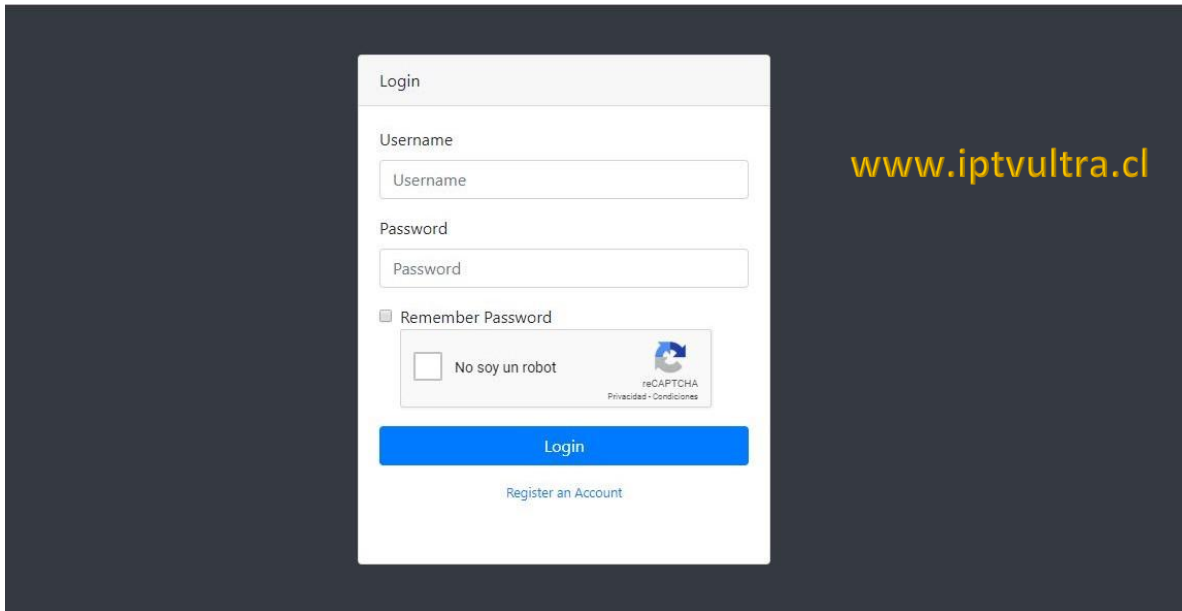 Login
Username
Username
www.iptvultra.cl
Password
Password
Remember Password
No soy un robot
reCAPTCHA
Privacidad - Condiciones
Login
Register an Account